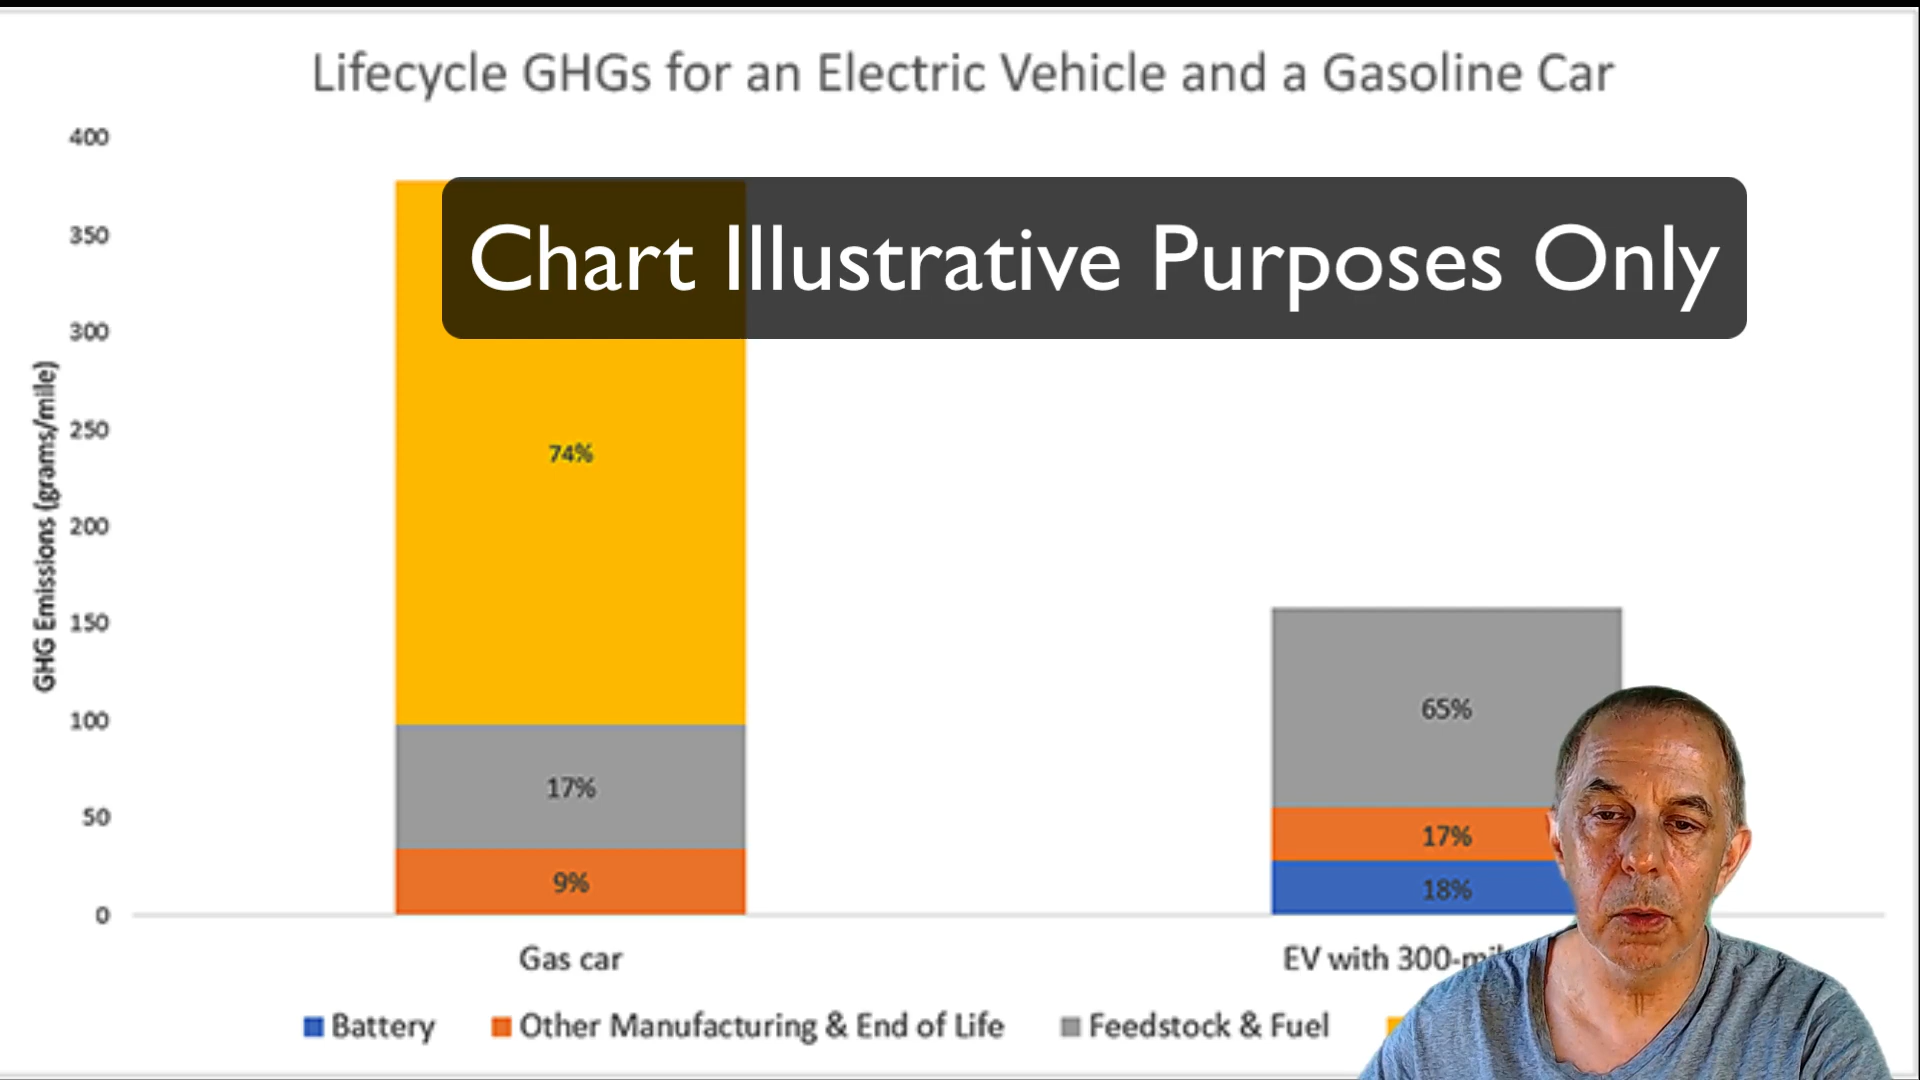 Lifecycle GHGs for an Electric Vehicle and a Gasoline Car
Chart Illustrative Purposes Only
GHG Emissions (grams/mile)
400
350
300
250
200
150
100
50
0
74%
17%
9%
65%
17%
18%
Gas car
EV with 300-
Battery
Other Manufacturing & End of Life
Feedstock & Fuel